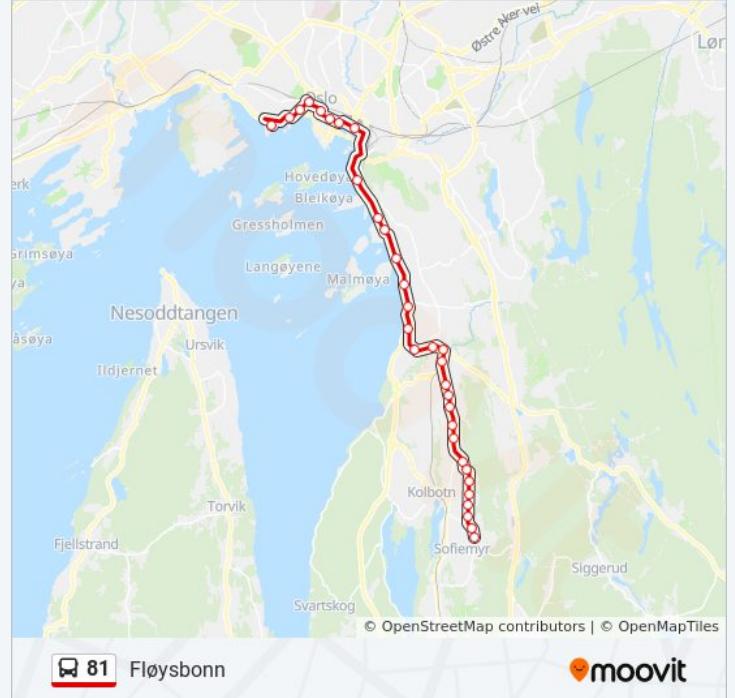 Østre Aker vei
Lør
Oslo
Hovedøya
erk
Bleikøya
Gressholmen
Grimsøya
Langøyene
Malmøya
ya
Nesoddtangen
åsøya
Ursvik
Ildjernet
Kolbotn
Torvik
Fjellstrand
Sofiemyr
Siggerud
Svartskog
© OpenStreetMap contributors | © OpenMapTiles
81 Fløysbonn
moovit